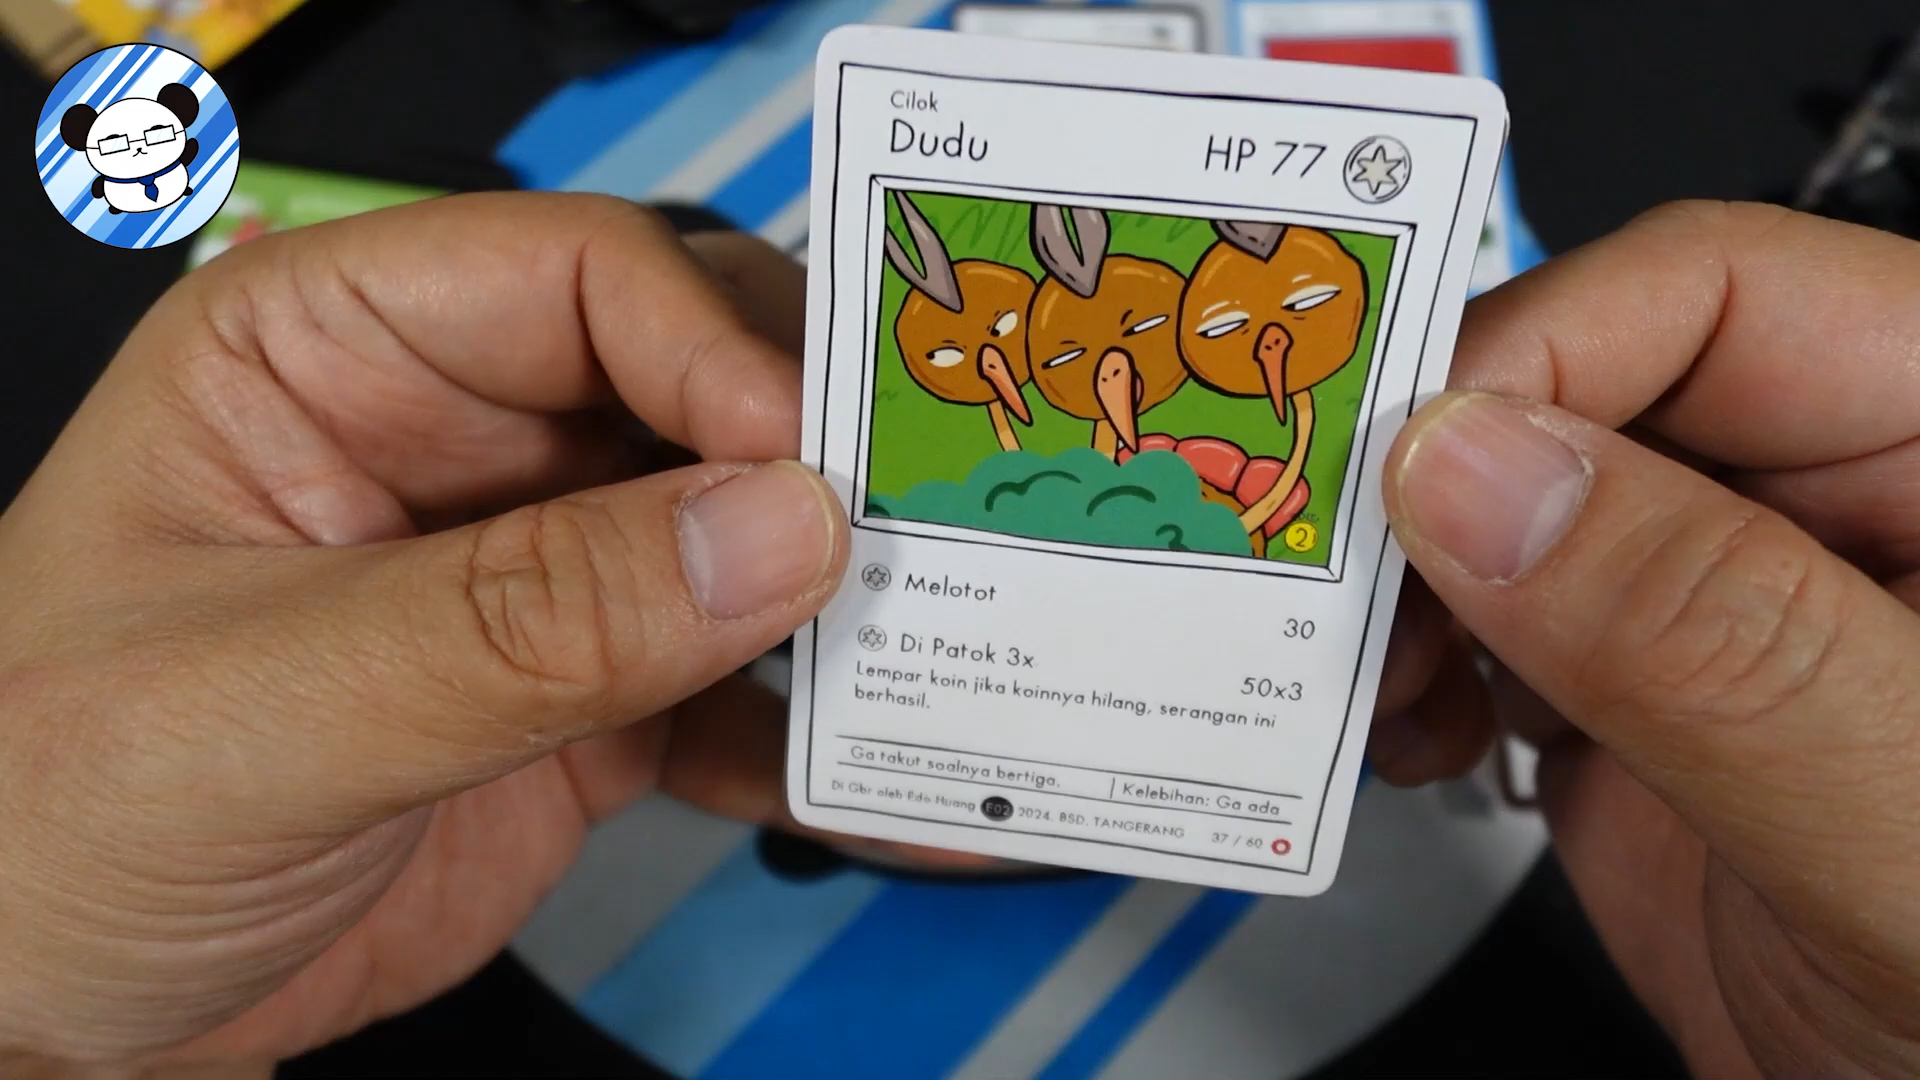 Cilok
Dudu
HP 77
2
Melotot
30
Di Patok 3x
50x3
Lempar koin jika koinnya hilang, serangan ini
berhasil.
Ga takut soalnya bertiga.
Kelebihan: Ga ada
Di Gbr oleh Edo Huang E02 2024. BSD. TANGERANG
37 / 60